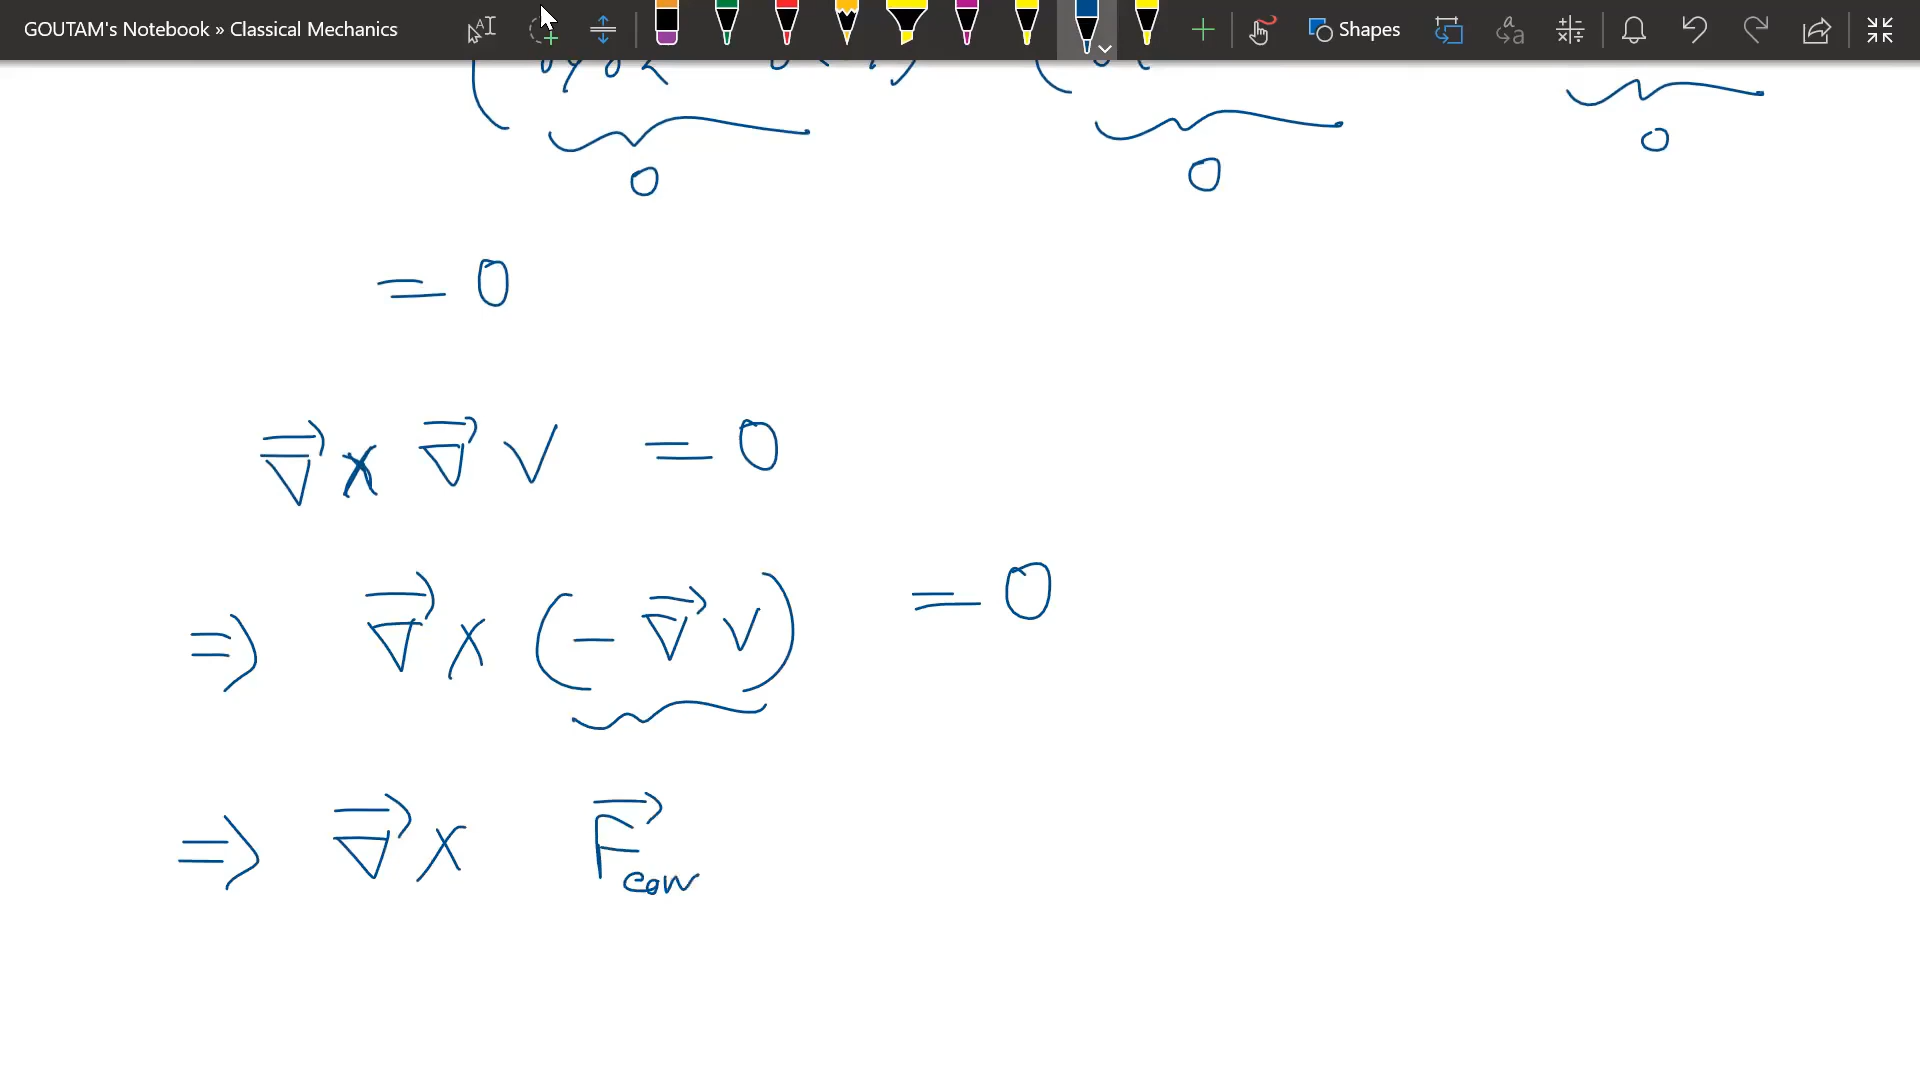 GOUTAM's Notebook » Classical Mechanics
Shapes
0 0 0
= 0
∇⃗ × ∇⃗ V = 0
⇒ ∇⃗ × (− ∇⃗ V) = 0
⇒ ∇⃗ × F⃗ con